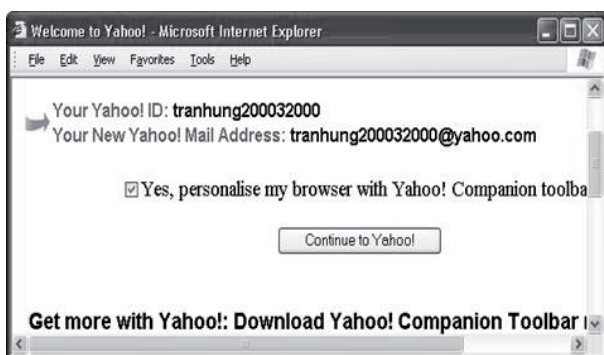 Welcome to Yahoo! - Microsoft Internet Explorer
File Edit View Favorites Tools Help
Your Yahoo! ID: tranhung200032000
Your New Yahoo! Mail Address: tranhung200032000@yahoo.com
Yes, personalise my browser with Yahoo! Companion toolba
Continue to Yahoo!
Get more with Yahoo!: Download Yahoo! Companion Toolbar